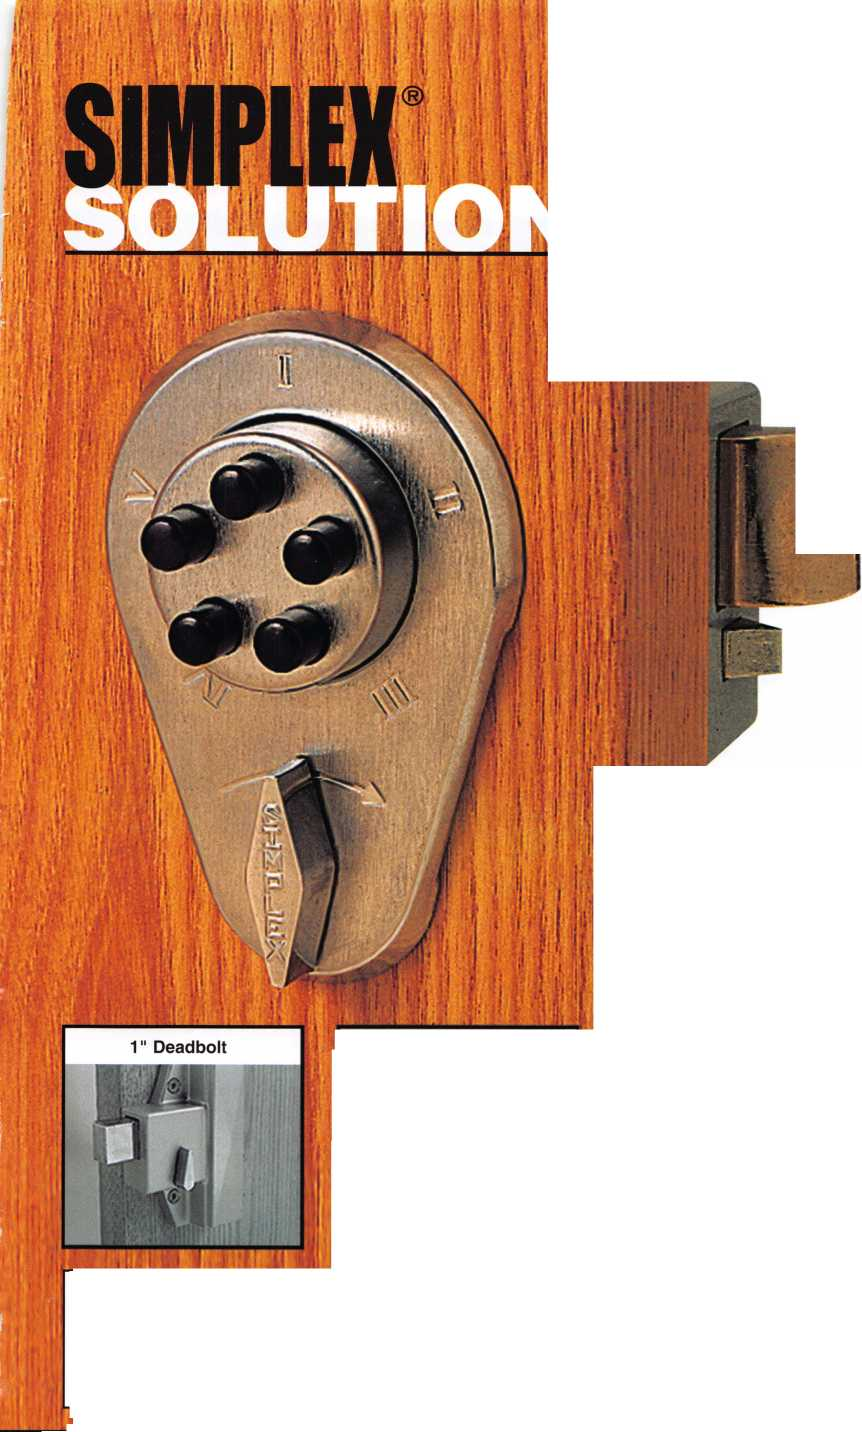 SIMPLEX®
SOLUTION
I
V
II
IV
III
SIMPLEX
1" Deadbolt